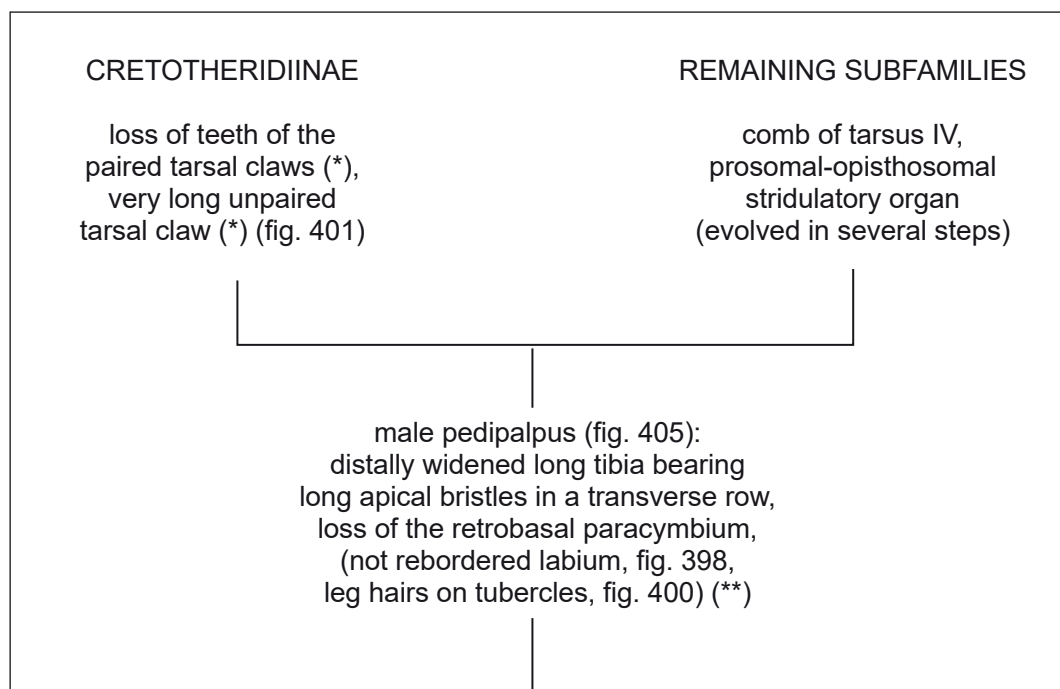 CRETOTHERIDIINAE
loss of teeth of the
paired tarsal claws (*),
very long unpaired
tarsal claw (*) (fig. 401)
REMAINING SUBFAMILIES
comb of tarsus IV,
prosomal-opisthosomal
stridulatory organ
(evolved in several steps)
male pedipalpus (fig. 405):
distally widened long tibia bearing
long apical bristles in a transverse row,
loss of the retrobasal paracymbium,
(not rebordered labium, fig. 398,
leg hairs on tubercles, fig. 400) (**)